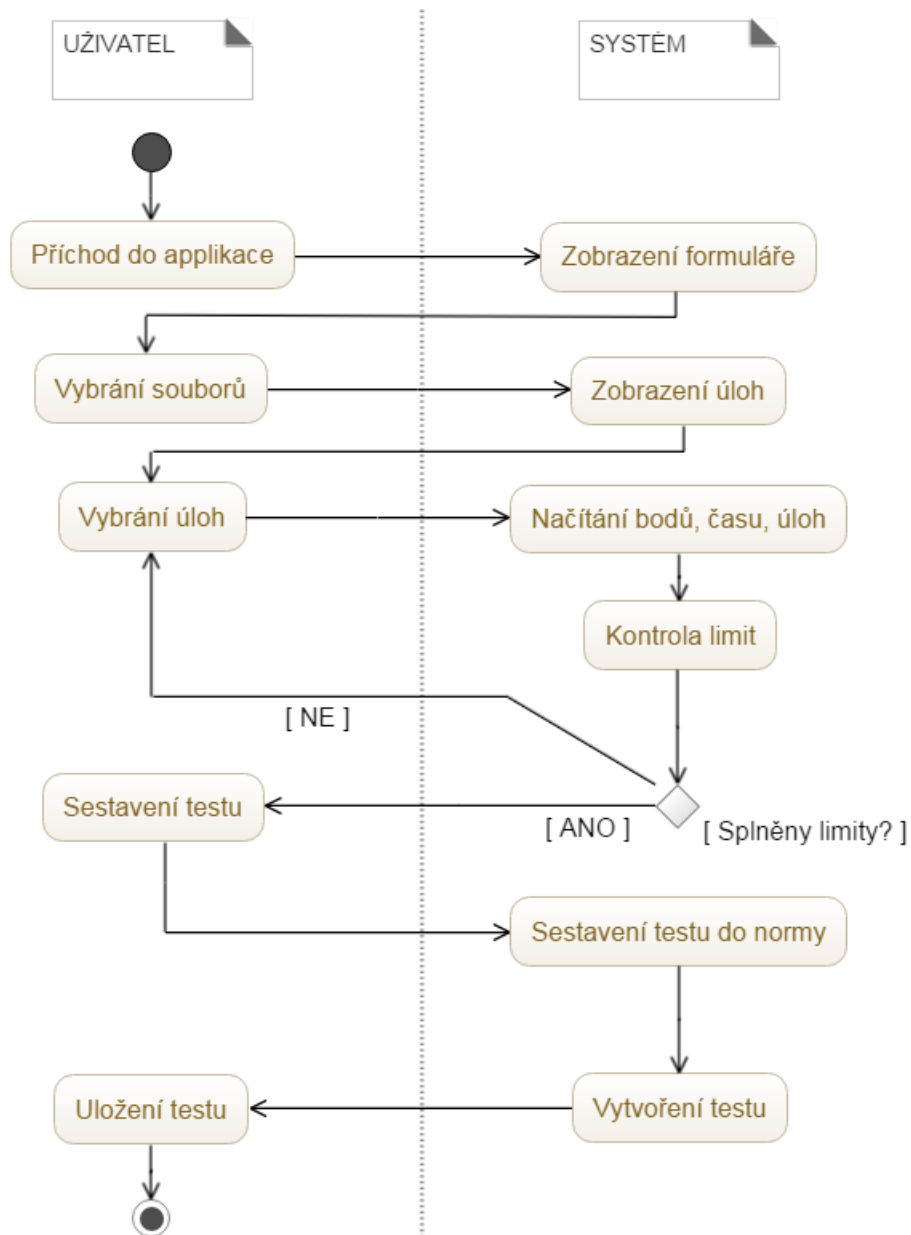 UŽIVATEL
SYSTÉM
Příchod do applikace
Zobrazení formuláře
Vybrání souborů
Zobrazení úloh
Vybrání úloh
Načítání bodů, času, úloh
Kontrola limit
[ NE ]
Sestavení testu
[ ANO ]
[ Splněny limity? ]
Sestavení testu do normy
Uložení testu
Vytvoření testu